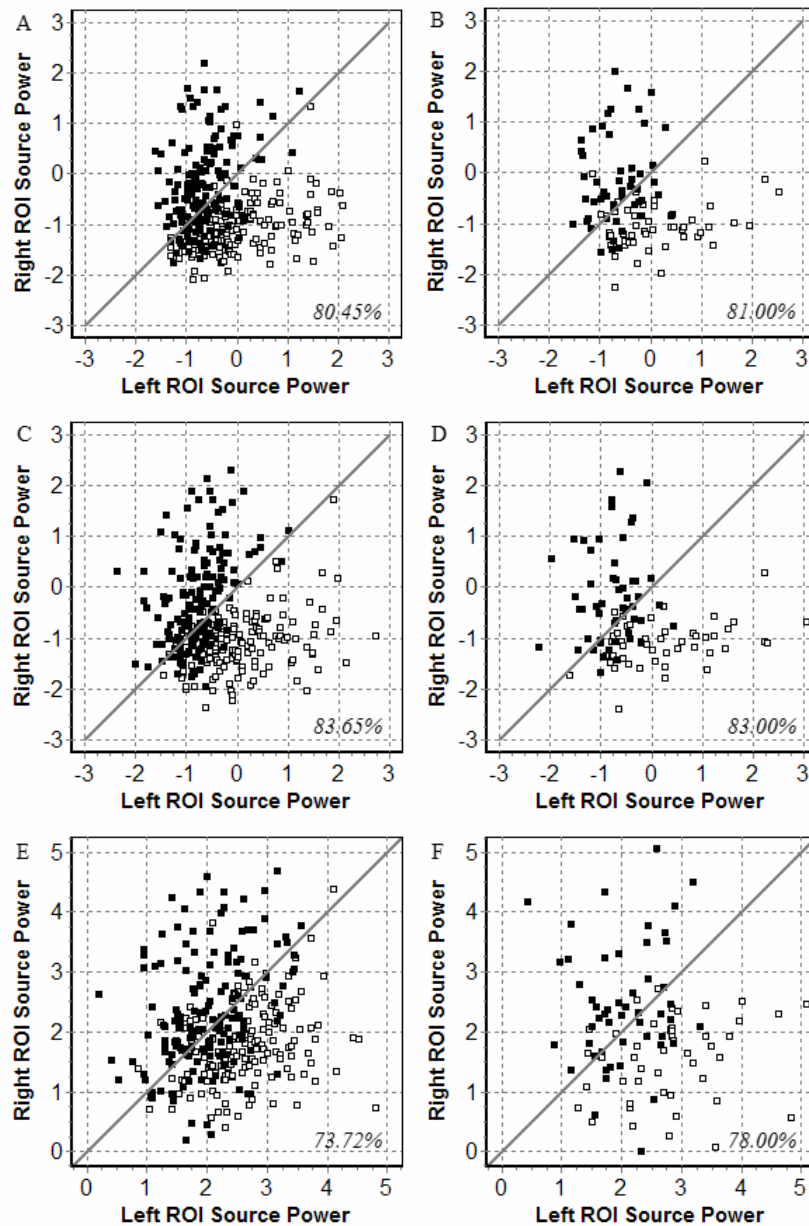 A
3
2
1
0
-1
-2
-3
Right ROI Source Power
80.45%
-3 -2 -1 0 1 2 3
Left ROI Source Power
B
3
2
1
0
-1
-2
-3
Right ROI Source Power
81.00%
-3 -2 -1 0 1 2 3
Left ROI Source Power
C
3
2
1
0
-1
-2
-3
Right ROI Source Power
83.65%
-3 -2 -1 0 1 2 3
Left ROI Source Power
D
3
2
1
0
-1
-2
-3
Right ROI Source Power
83.00%
-3 -2 -1 0 1 2 3
Left ROI Source Power
E
5
4
3
2
1
0
Right ROI Source Power
73.72%
0 1 2 3 4 5
Left ROI Source Power
F
5
4
3
2
1
0
Right ROI Source Power
78.00%
0 1 2 3 4 5
Left ROI Source Power